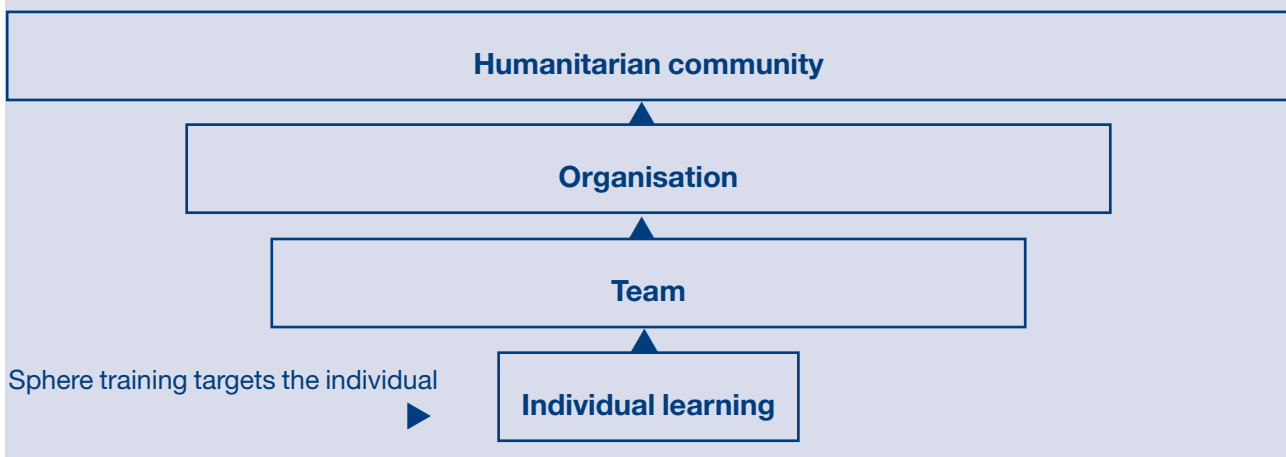 Humanitarian community
Organisation
Team
Sphere training targets the individual
Individual learning